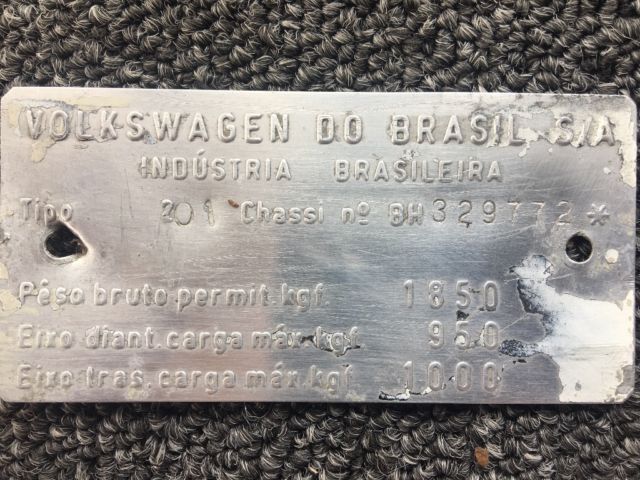 VOLKSWAGEN DO BRASIL S/A
INDÚSTRIA BRASILEIRA
Tipo 201 Chassi nº BH329772*
Pêso bruto permit. kgf. 1850
Eixo diant. carga máx. kgf 950
Eixo tras. carga máx. kgf 1000